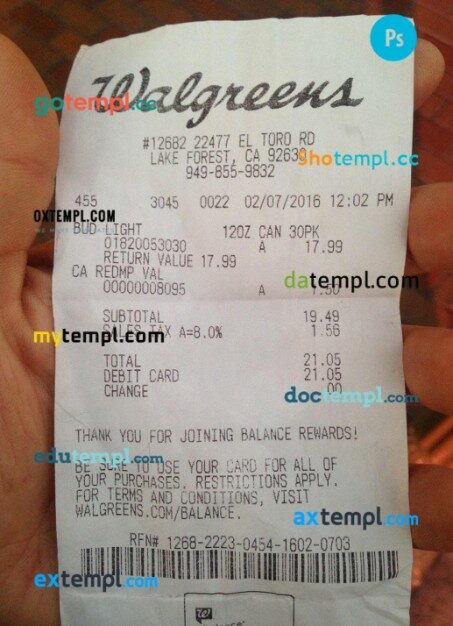 Ps
Walgreens
gotempl.cc
#12682 22477 EL TORO RD
LAKE FOREST, CA 92630
9hotempl.cc
949-855-9832
455 3045 0022 02/07/2016 12:02 PM
OXTEMPL.COM
BUD LIGHT 12OZ CAN 30PK
01820053030 A 17.99
RETURN VALUE 17.99
CA REDMP VAL
datempl.com
00000008095 A 1.50
SUBTOTAL 19.49
SALES TAX A=8.0% 1.56
mytempl.com
TOTAL 21.05
DEBIT CARD 21.05
CHANGE .00
doctempl.com
THANK YOU FOR JOINING BALANCE REWARDS!
edutempl.com
BE SURE TO USE YOUR CARD FOR ALL OF
YOUR PURCHASES. RESTRICTIONS APPLY.
FOR TERMS AND CONDITIONS, VISIT
WALGREENS.COM/BALANCE.
axtempl.com
RFN# 1268-2223-0454-1602-0703
extempl.com